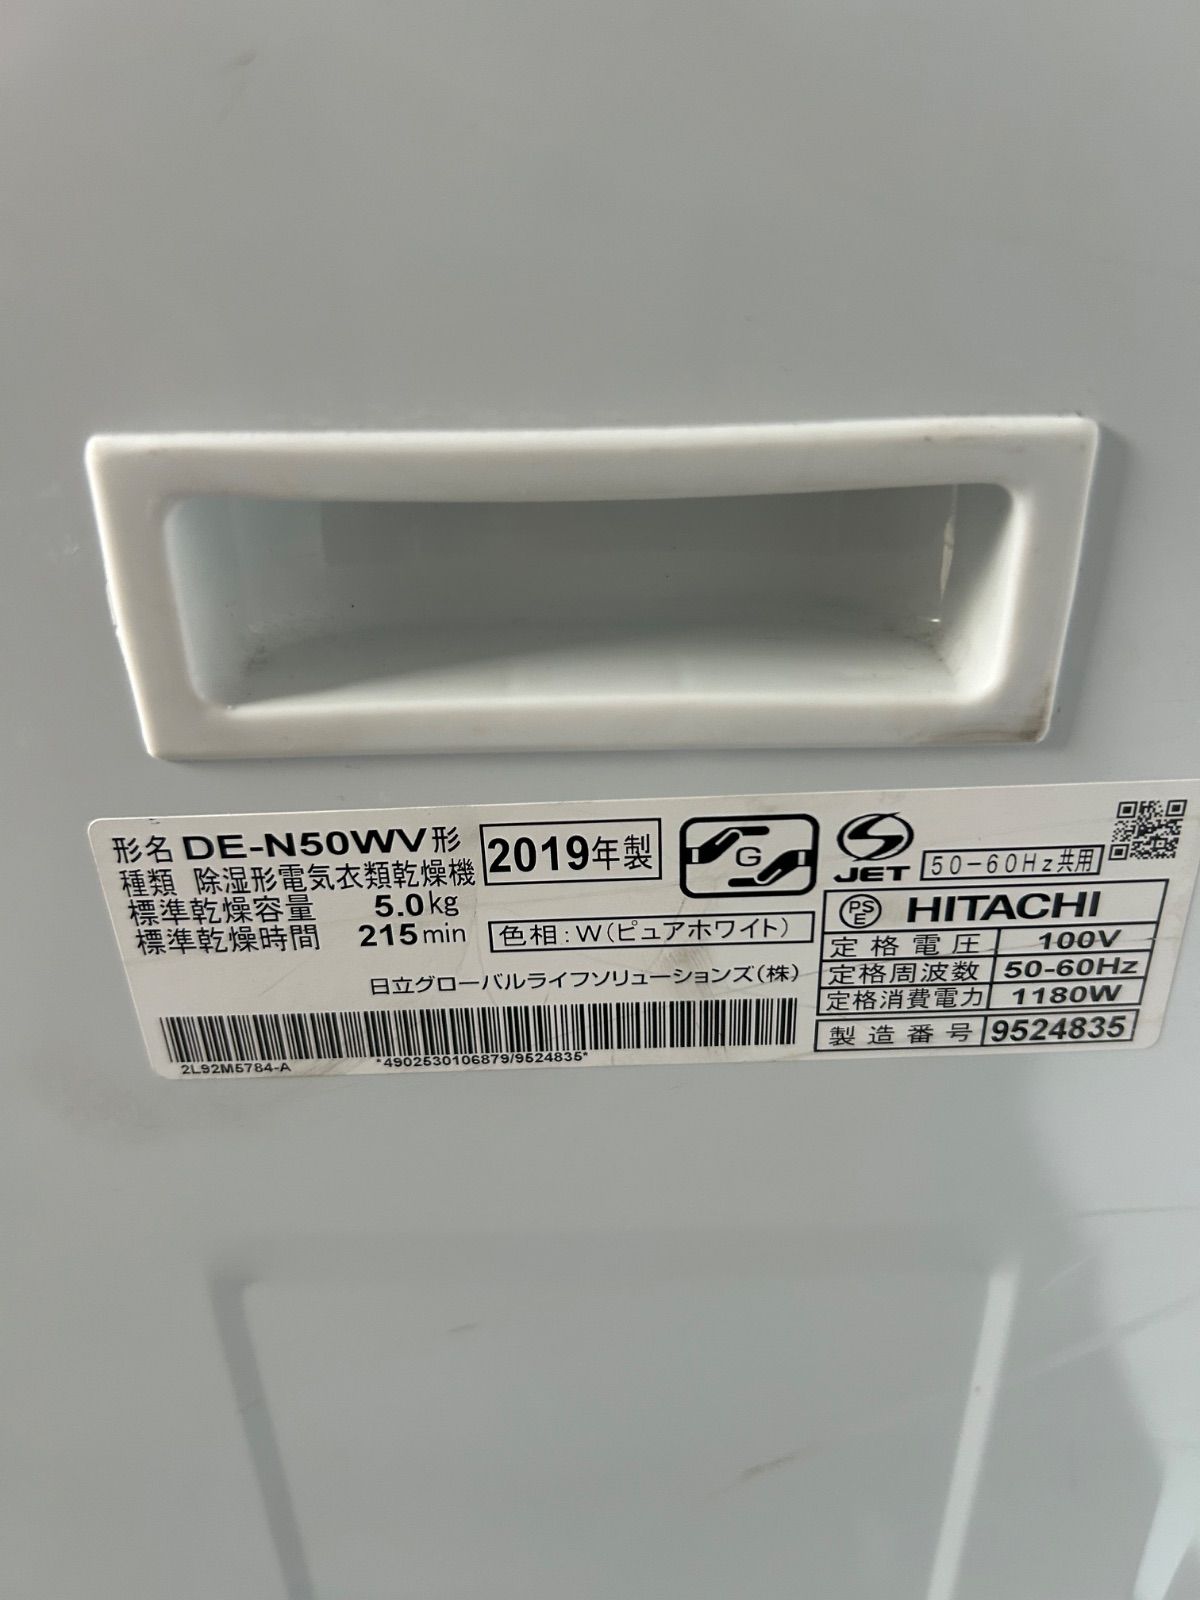 形名 DE-N50WV形
種類 除湿形電気衣類乾燥機
標準乾燥容量 5.0kg
標準乾燥時間 215min
2019年製
色相:W(ピュアホワイト)
日立グローバルライフソリューションズ(株)
2L92M5784-A
*4902530106879/9524835*
G
JET
50-60Hz共用
PSE HITACHI
定格電圧 100V
定格周波数 50-60Hz
定格消費電力 1180W
製造番号 9524835